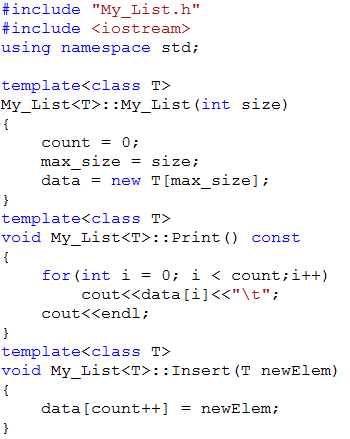 #include "My_List.h"
#include <iostream>
using namespace std;

template<class T>
My_List<T>::My_List(int size)
{
    count = 0;
    max_size = size;
    data = new T[max_size];
}
template<class T>
void My_List<T>::Print() const
{
    for(int i = 0; i < count;i++)
        cout<<data[i]<<"\t";
    cout<<endl;
}
template<class T>
void My_List<T>::Insert(T newElem)
{
    data[count++] = newElem;
}